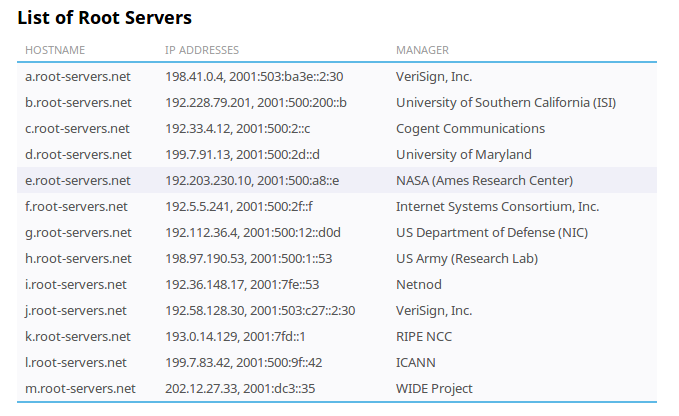 List of Root Servers
HOSTNAME IP ADDRESSES MANAGER
a.root-servers.net 198.41.0.4, 2001:503:ba3e::2:30 VeriSign, Inc.
b.root-servers.net 192.228.79.201, 2001:500:200::b University of Southern California (ISI)
c.root-servers.net 192.33.4.12, 2001:500:2::c Cogent Communications
d.root-servers.net 199.7.91.13, 2001:500:2d::d University of Maryland
e.root-servers.net 192.203.230.10, 2001:500:a8::e NASA (Ames Research Center)
f.root-servers.net 192.5.5.241, 2001:500:2f::f Internet Systems Consortium, Inc.
g.root-servers.net 192.112.36.4, 2001:500:12::d0d US Department of Defense (NIC)
h.root-servers.net 198.97.190.53, 2001:500:1::53 US Army (Research Lab)
i.root-servers.net 192.36.148.17, 2001:7fe::53 Netnod
j.root-servers.net 192.58.128.30, 2001:503:c27::2:30 VeriSign, Inc.
k.root-servers.net 193.0.14.129, 2001:7fd::1 RIPE NCC
l.root-servers.net 199.7.83.42, 2001:500:9f::42 ICANN
m.root-servers.net 202.12.27.33, 2001:dc3::35 WIDE Project